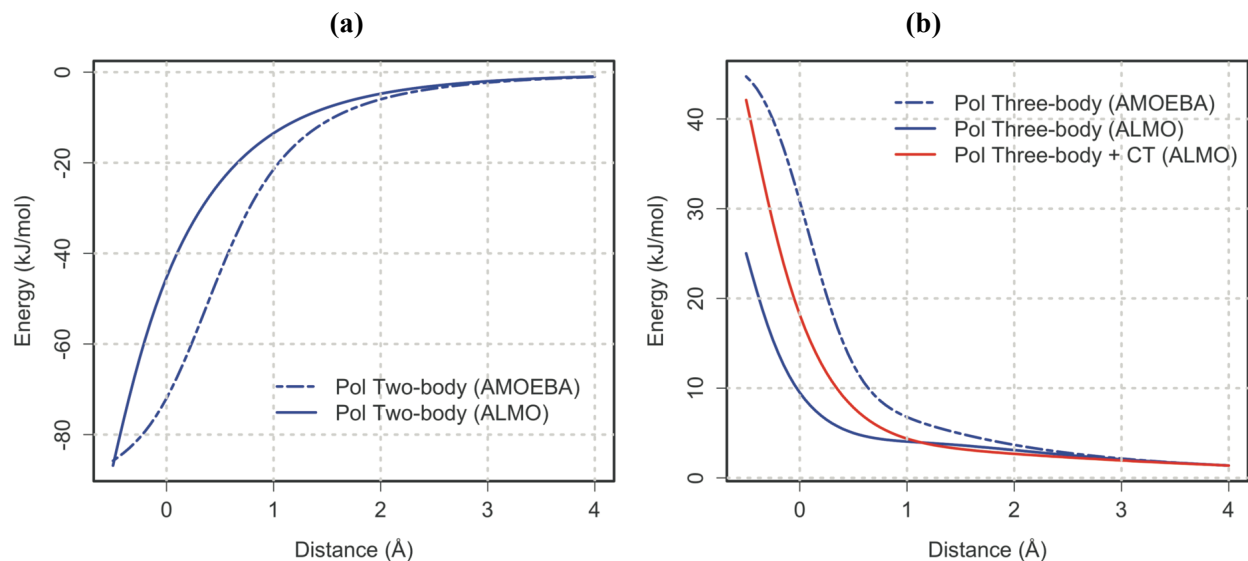 (a)
(b)
Energy (kJ/mol)
0
-20
-40
-60
-80
Pol Two-body (AMOEBA)
Pol Two-body (ALMO)
0 1 2 3 4
Distance (Å)
Energy (kJ/mol)
40
30
20
10
0
Pol Three-body (AMOEBA)
Pol Three-body (ALMO)
Pol Three-body + CT (ALMO)
0 1 2 3 4
Distance (Å)